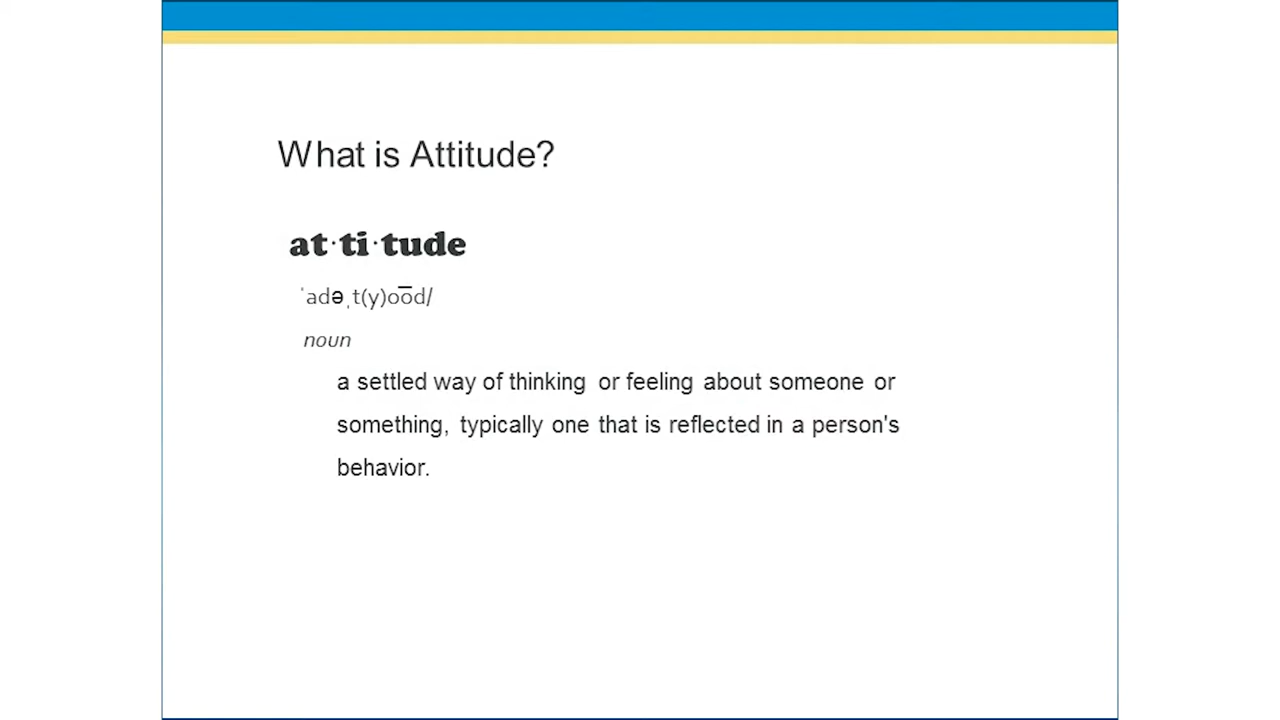 What is Attitude?
at·ti·tude
ˈadəˌt(y)o͞od/
noun
a settled way of thinking or feeling about someone or
something, typically one that is reflected in a person's
behavior.